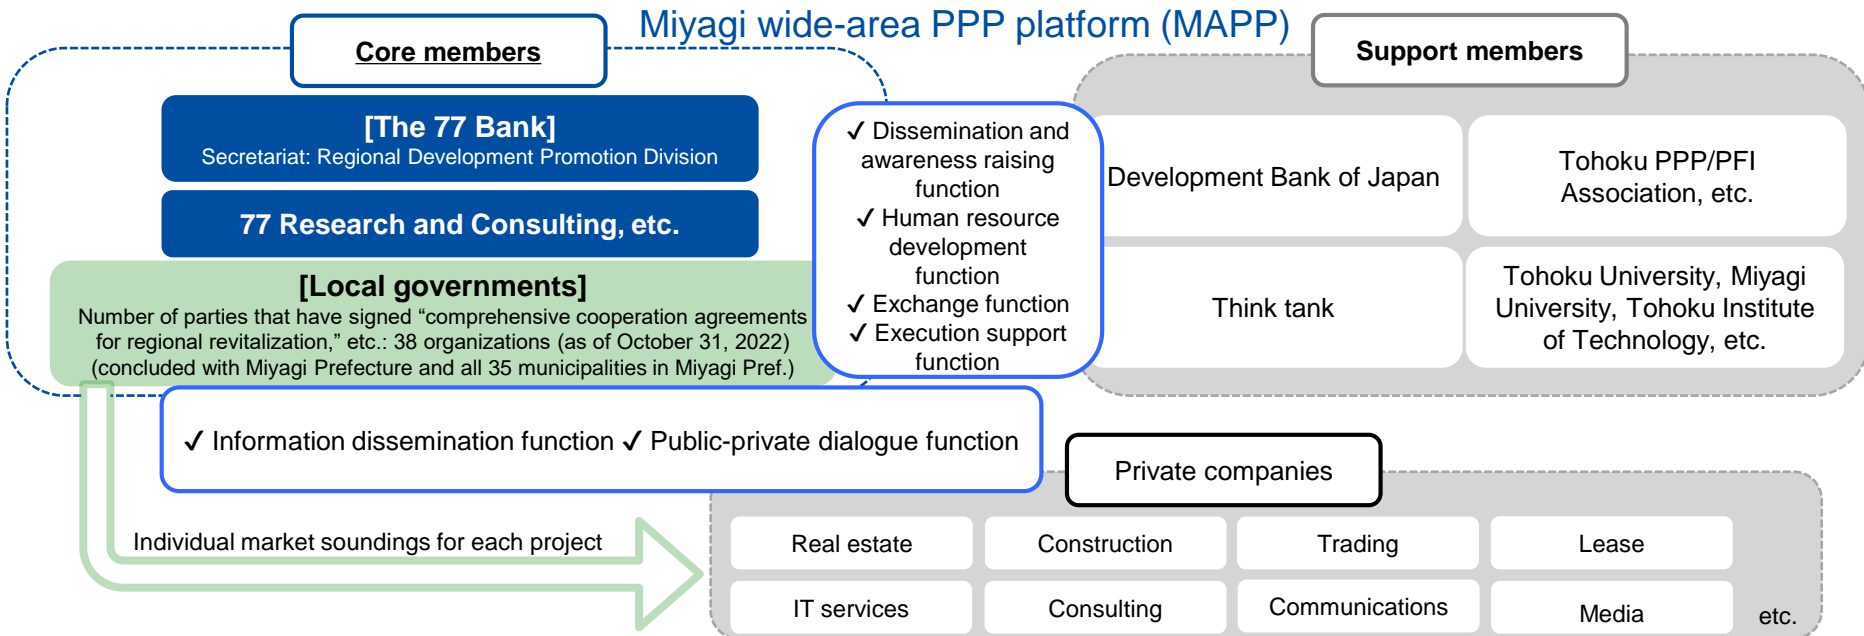 Miyagi wide-area PPP platform (MAPP)
Core members
[The 77 Bank]
Secretariat: Regional Development Promotion Division
77 Research and Consulting, etc.
[Local governments]
Number of parties that have signed “comprehensive cooperation agreements
for regional revitalization,” etc.: 38 organizations (as of October 31, 2022)
(concluded with Miyagi Prefecture and all 35 municipalities in Miyagi Pref.)
✓ Dissemination and
awareness raising
function
✓ Human resource
development
function
✓ Exchange function
✓ Execution support
function
Support members
Development Bank of Japan
Tohoku PPP/PFI
Association, etc.
Think tank
Tohoku University, Miyagi
University, Tohoku Institute
of Technology, etc.
✓ Information dissemination function ✓ Public-private dialogue function
Individual market soundings for each project
Private companies
Real estate
Construction
Trading
Lease
IT services
Consulting
Communications
Media
etc.